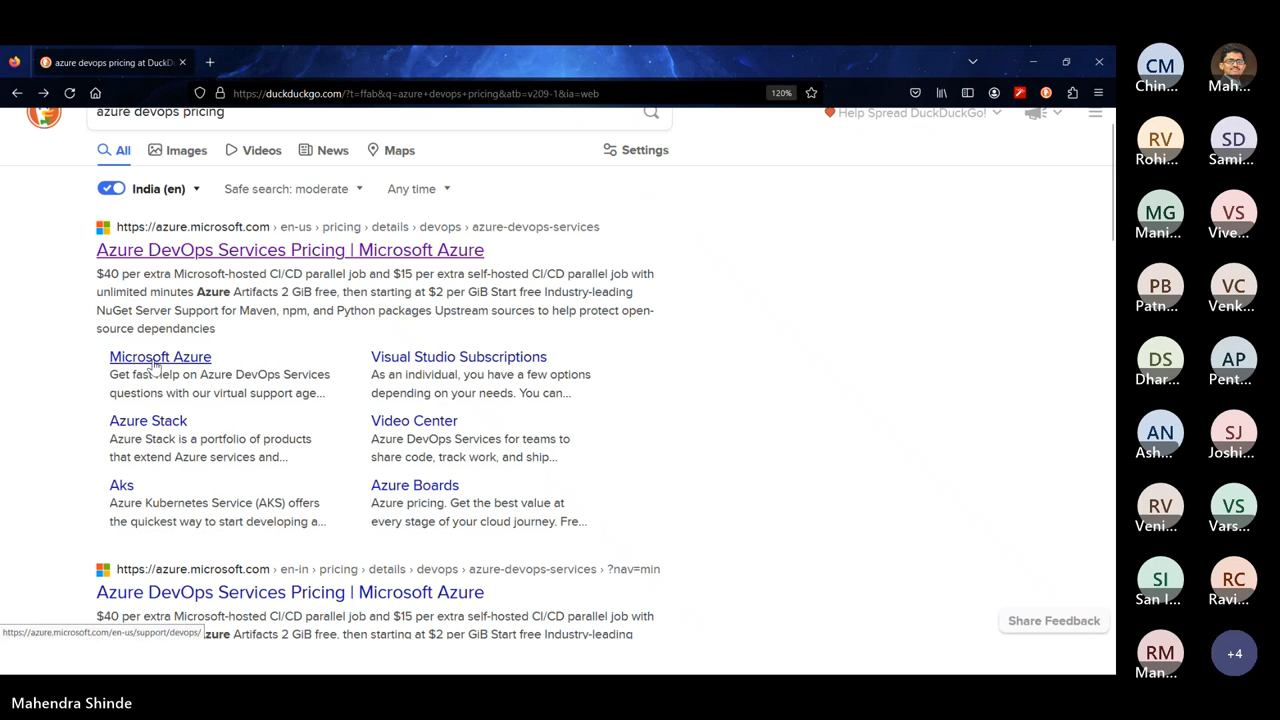 azure devops pricing at DuckD
https://duckduckgo.com/?t=ffab&q=azure+devops+pricing&atb=v209-1&ia=web
120%
azure devops pricing
Help Spread DuckDuckGo!
All
Images
Videos
News
Maps
Settings
India (en)
Safe search: moderate
Any time
https://azure.microsoft.com › en-us › pricing › details › devops › azure-devops-services
Azure DevOps Services Pricing | Microsoft Azure
$40 per extra Microsoft-hosted CI/CD parallel job and $15 per extra self-hosted CI/CD parallel job with
unlimited minutes Azure Artifacts 2 GiB free, then starting at $2 per GiB Start free Industry-leading
NuGet Server Support for Maven, npm, and Python packages Upstream sources to help protect open-
source dependancies
Microsoft Azure
Get fast help on Azure DevOps Services
questions with our virtual support age...
Visual Studio Subscriptions
As an individual, you have a few options
depending on your needs. You can...
Azure Stack
Azure Stack is a portfolio of products
that extend Azure services and...
Video Center
Azure DevOps Services for teams to
share code, track work, and ship...
Aks
Azure Kubernetes Service (AKS) offers
the quickest way to start developing a...
Azure Boards
Azure pricing. Get the best value at
every stage of your cloud journey. Fre...
https://azure.microsoft.com › en-in › pricing › details › devops › azure-devops-services › ?nav=min
Azure DevOps Services Pricing | Microsoft Azure
$40 per extra Microsoft-hosted CI/CD parallel job and $15 per extra self-hosted CI/CD parallel job with
zure Artifacts 2 GiB free, then starting at $2 per GiB Start free Industry-leading
https://azure.microsoft.com/en-us/support/devops/
Share Feedback
CM
Chin...
Mah...
RV
Rohi...
SD
Sami...
MG
Mani...
VS
Vive...
PB
Patn...
VC
Venk...
DS
Dhar...
AP
Pent...
AN
Ash...
SJ
Joshi...
RV
Veni...
VS
Vars...
SI
San I...
RC
Ravi...
RM
Man...
+4
Mahendra Shinde